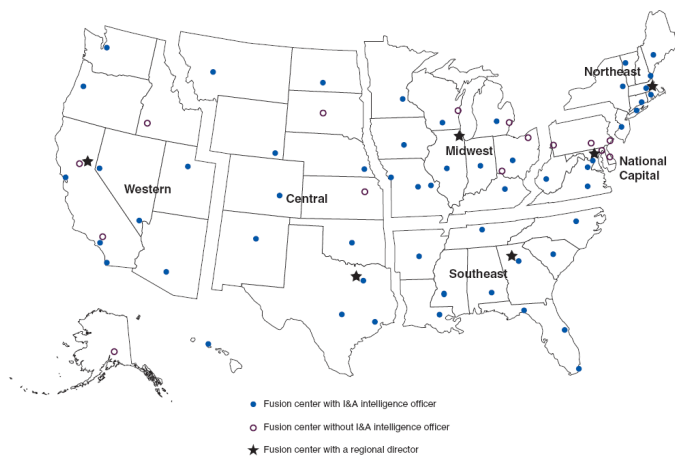 Northeast
Midwest
National
Capital
Western
Central
Southeast
Fusion center with I&A intelligence officer
Fusion center without I&A intelligence officer
Fusion center with a regional director